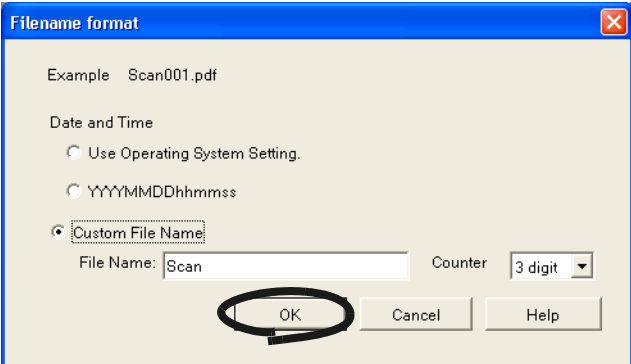 Filename format
Example Scan001.pdf
Date and Time
Use Operating System Setting.
YYYYMMDDhhmmss
Custom File Name
File Name: Scan Counter 3 digit
OK Cancel Help